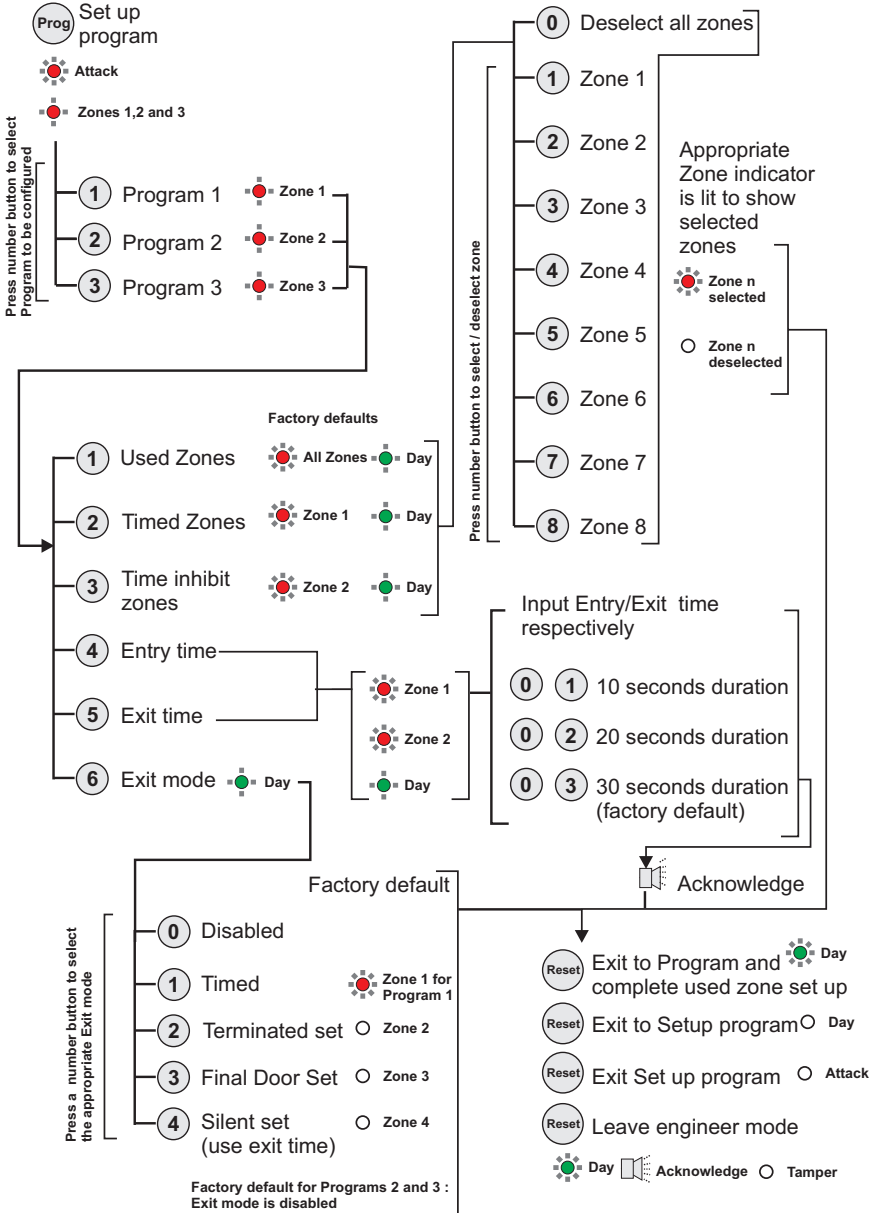 Prog Set up
program
Attack
Zones 1,2 and 3
Press number button to select
Program to be configured
1 Program 1 Zone 1
2 Program 2 Zone 2
3 Program 3 Zone 3
Factory defaults
1 Used Zones All Zones Day
2 Timed Zones Zone 1 Day
3 Time inhibit
zones Zone 2 Day
4 Entry time
5 Exit time
6 Exit mode Day
Press number button to select / deselect zone
0 Deselect all zones
1 Zone 1
2 Zone 2
3 Zone 3
4 Zone 4
5 Zone 5
6 Zone 6
7 Zone 7
8 Zone 8
Appropriate
Zone indicator
is lit to show
selected
zones
Zone n
selected
Zone n
deselected
Zone 1
Zone 2
Day
Input Entry/Exit time
respectively
0 1 10 seconds duration
0 2 20 seconds duration
0 3 30 seconds duration
(factory default)
Acknowledge
Factory default
Press a number button to select
the appropriate Exit mode
0 Disabled
1 Timed Zone 1 for
Program 1
2 Terminated set Zone 2
3 Final Door Set Zone 3
4 Silent set Zone 4
(use exit time)
Factory default for Programs 2 and 3 :
Exit mode is disabled
Reset Exit to Program and Day
complete used zone set up
Reset Exit to Setup program Day
Reset Exit Set up program Attack
Reset Leave engineer mode
Day Acknowledge Tamper